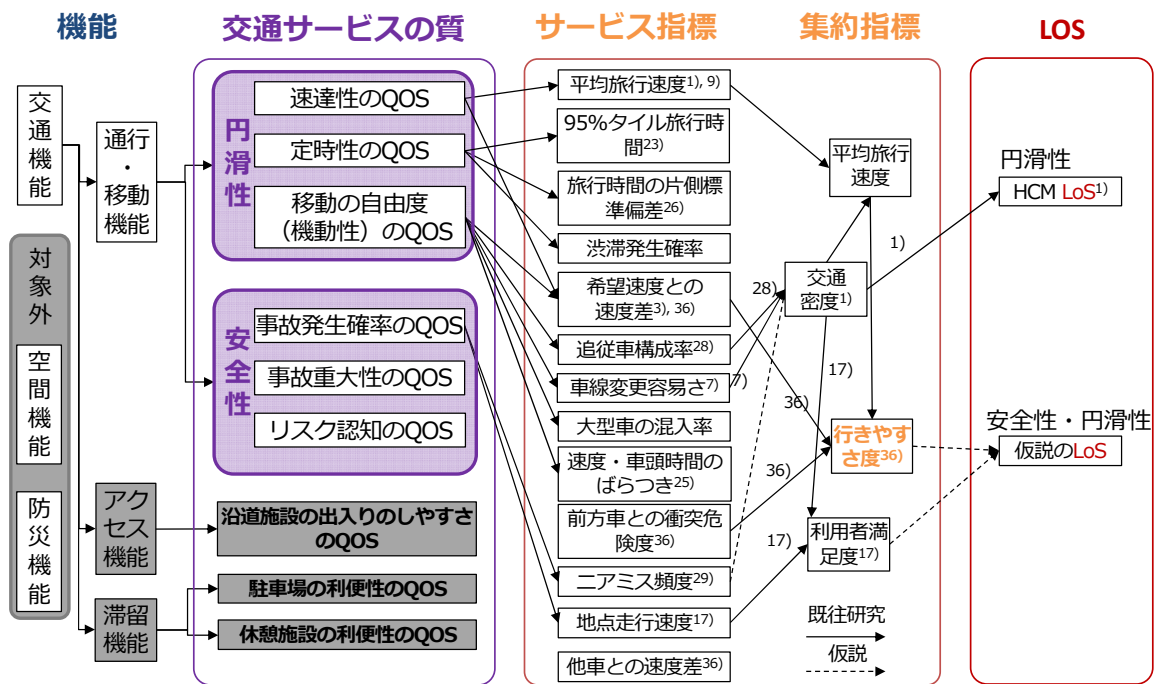 機能
交通サービスの質
サービス指標
集約指標
LOS
交通機能
通行・移動機能
対象外
空間機能
防災機能
アク
セス
機能
滞留
機能
円滑性
速達性のQOS
定時性のQOS
移動の自由度
（機動性）のQOS
安全性
事故発生確率のQOS
事故重大性のQOS
リスク認知のQOS
沿道施設の出入りのしやすさ
のQOS
駐車場の利便性のQOS
休憩施設の利便性のQOS
平均旅行速度1), 9)
95%タイル旅行時
間23)
旅行時間の片側標
準偏差26)
渋滞発生確率
希望速度との
速度差3), 36)
追従車構成率28)
車線変更容易さ7)
大型車の混入率
速度・車頭時間の
ばらつき25)
前方車との衝突危
険度36)
ニアミス頻度29)
地点走行速度17)
他車との速度差36)
28)
7)
36)
36)
17)
平均旅行
速度
交通
密度1)
1)
17)
行きやす
さ度36)
利用者満
足度17)
既往研究
仮説
円滑性
HCM LoS1)
安全性・円滑性
仮説のLoS